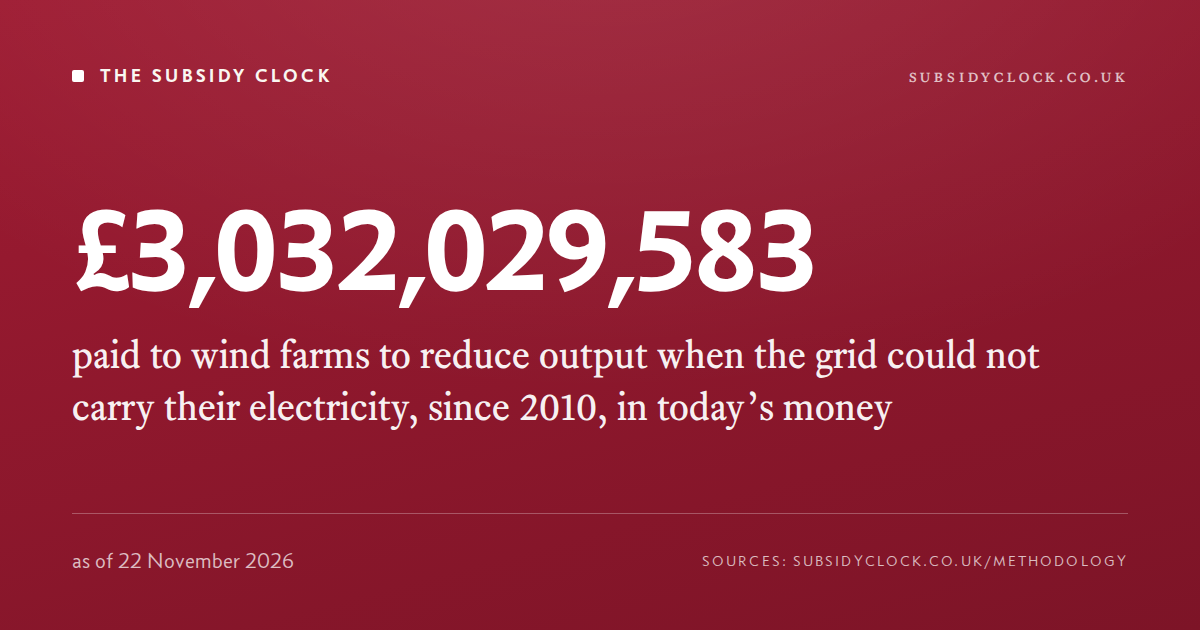 THE SUBSIDY CLOCK
SUBSIDYCLOCK.CO.UK
£3,032,029,583
paid to wind farms to reduce output when the grid could not
carry their electricity, since 2010, in today’s money
as of 22 November 2026
SOURCES: SUBSIDYCLOCK.CO.UK/METHODOLOGY